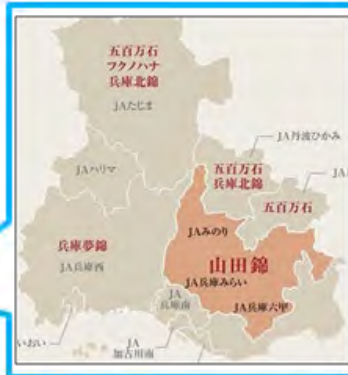 五百万石
フクノハナ
兵庫北錦
JAたじま
JA丹波ひかみ
JAハリマ
五百万石
兵庫北錦
JA
五百万石
JAみのり
兵庫夢錦
山田錦
JA兵庫西
JA兵庫みらい
JA
兵庫南
JA兵庫六甲
いおい
JA
加古川南